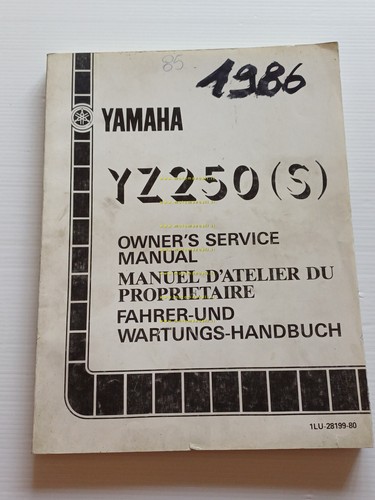 85
1986
YAMAHA
YZ250 (S)
OWNER'S SERVICE
MANUAL
MANUEL D'ATELIER DU
PROPRIETAIRE
FAHRER-UND
WARTUNGS-HANDBUCH
1LU-28199-80